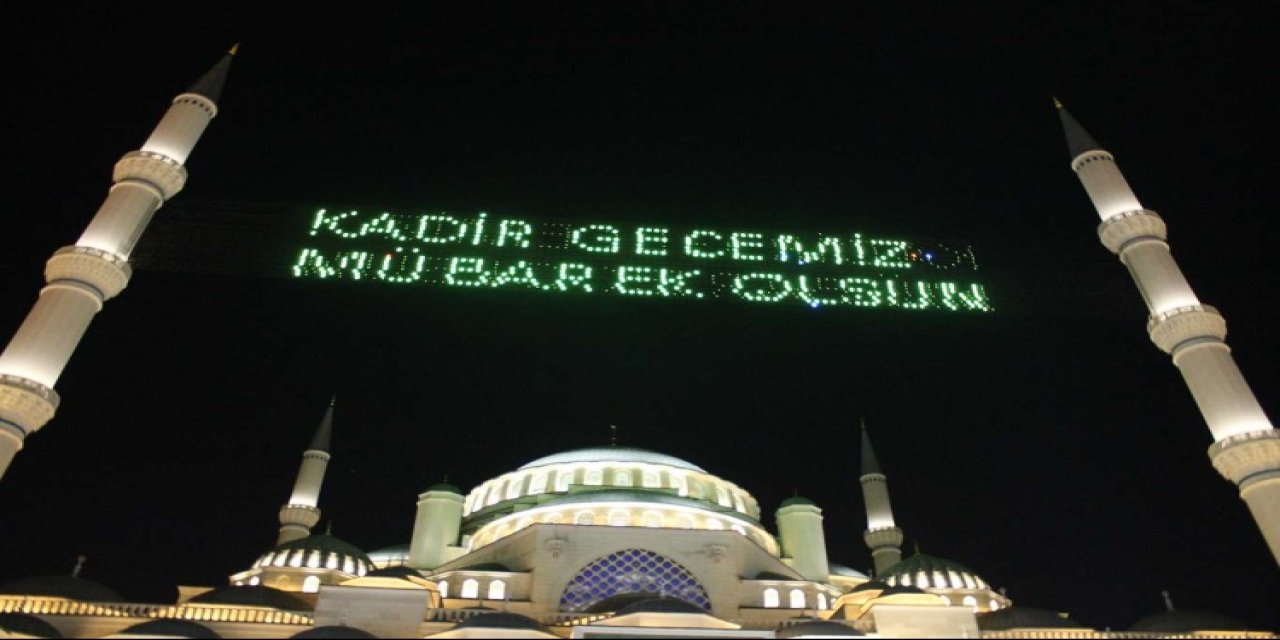 KADİR GECEMİZ
MÜBAREK OLSUN